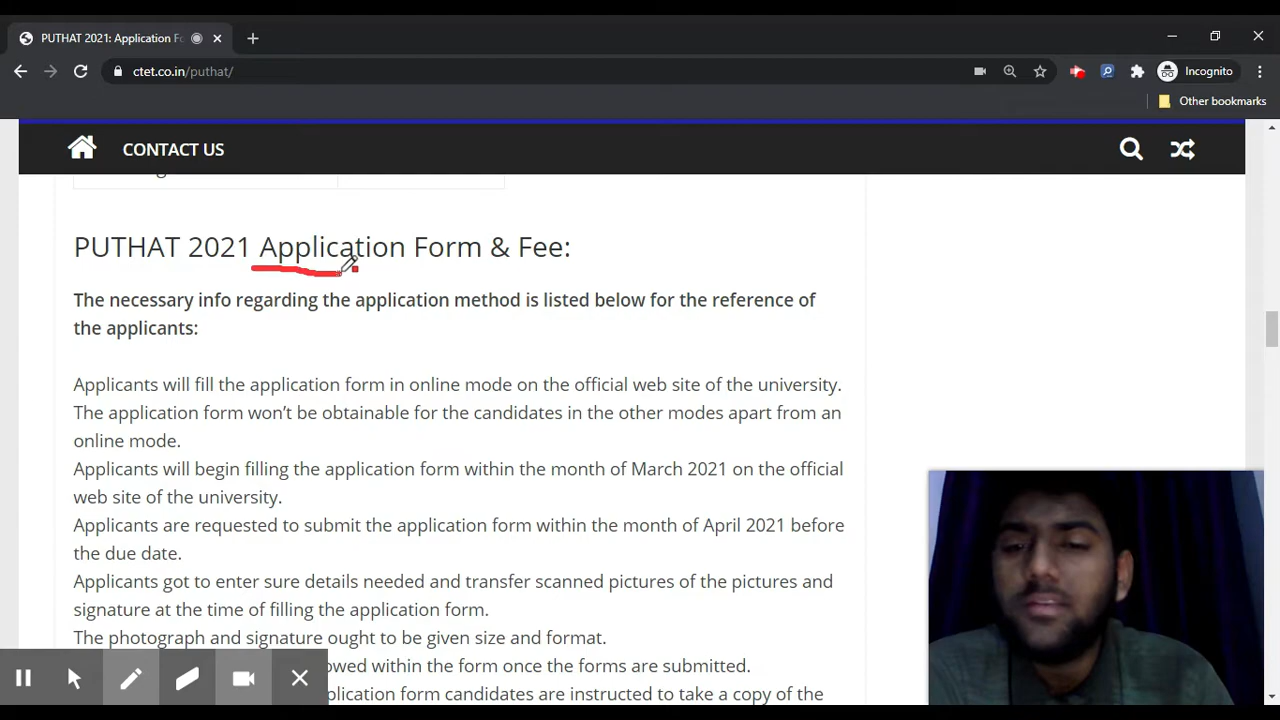 PUTHAT 2021: Application Fo
ctet.co.in/puthat/
Incognito
Other bookmarks
CONTACT US
PUTHAT 2021 Application Form & Fee:
The necessary info regarding the application method is listed below for the reference of
the applicants:
Applicants will fill the application form in online mode on the official web site of the university.
The application form won’t be obtainable for the candidates in the other modes apart from an
online mode.
Applicants will begin filling the application form within the month of March 2021 on the official
web site of the university.
Applicants are requested to submit the application form within the month of April 2021 before
the due date.
Applicants got to enter sure details needed and transfer scanned pictures of the pictures and
signature at the time of filling the application form.
The photograph and signature ought to be given size and format.
owed within the form once the forms are submitted.
plication form candidates are instructed to take a copy of the